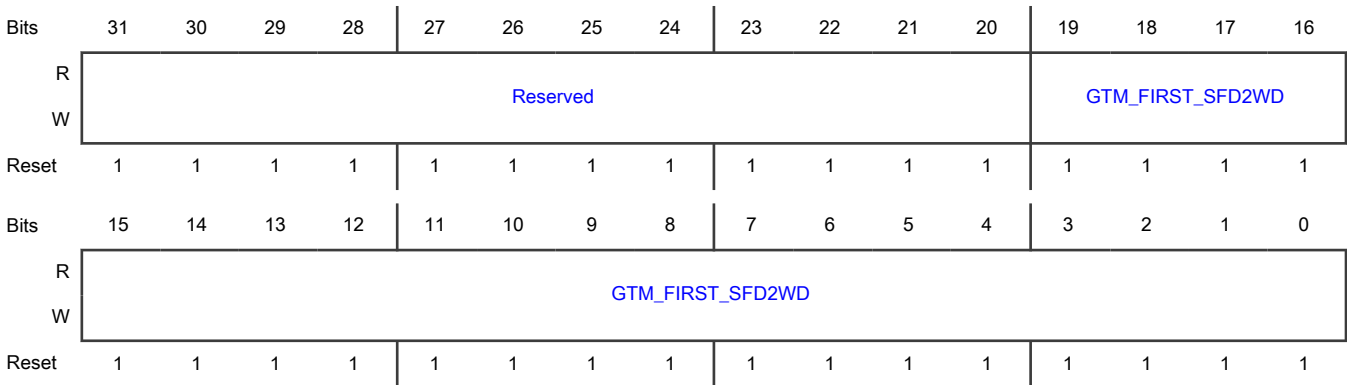 Bits 31 30 29 28 27 26 25 24 23 22 21 20 19 18 17 16
R
Reserved GTM_FIRST_SFD2WD
W
Reset 1 1 1 1 1 1 1 1 1 1 1 1 1 1 1 1
Bits 15 14 13 12 11 10 9 8 7 6 5 4 3 2 1 0
R
GTM_FIRST_SFD2WD
W
Reset 1 1 1 1 1 1 1 1 1 1 1 1 1 1 1 1